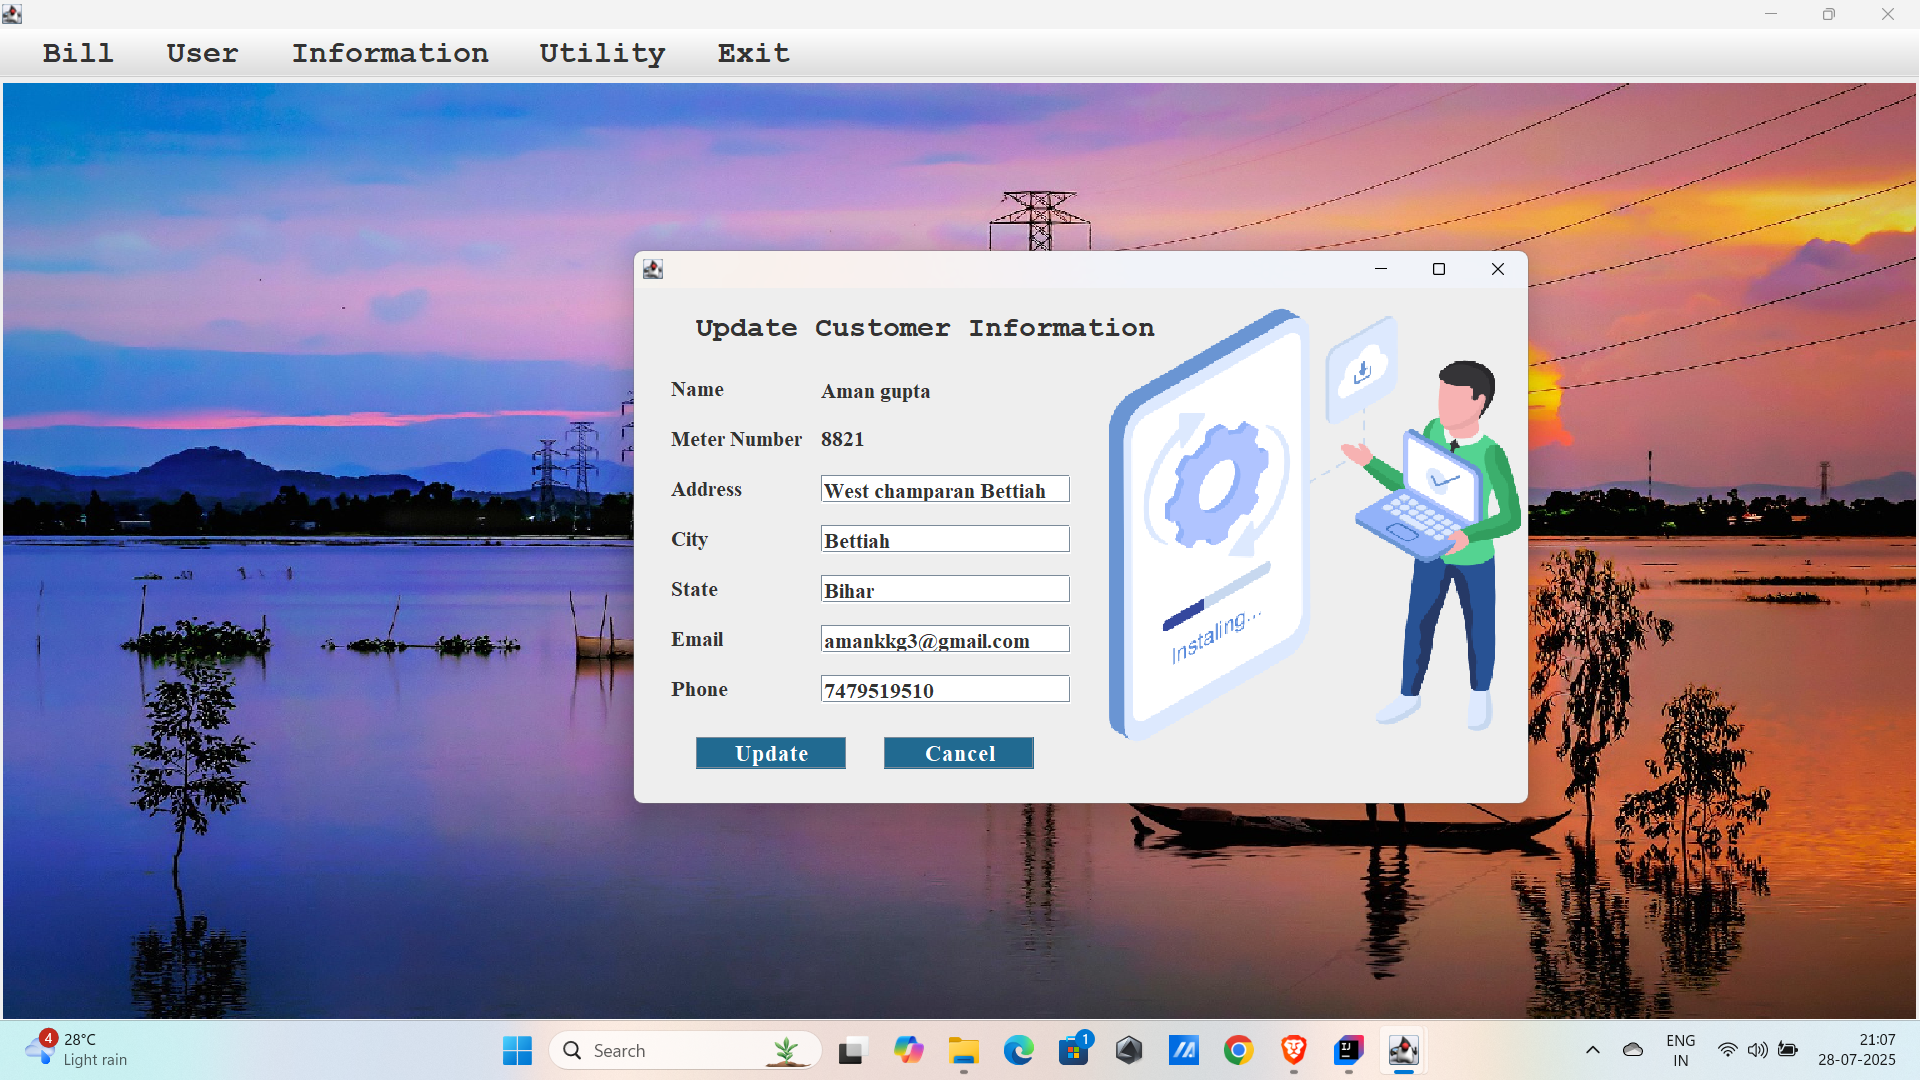 Bill User Information Utility Exit
Update Customer Information
Name Aman gupta
Meter Number 8821
Address West champaran Bettiah
City Bettiah
State Bihar
Email amankkg3@gmail.com
Phone 7479519510
Update Cancel
Instaling...
4
28°C
Light rain
Search
1
IJ
ENG
IN
21:07
28-07-2025